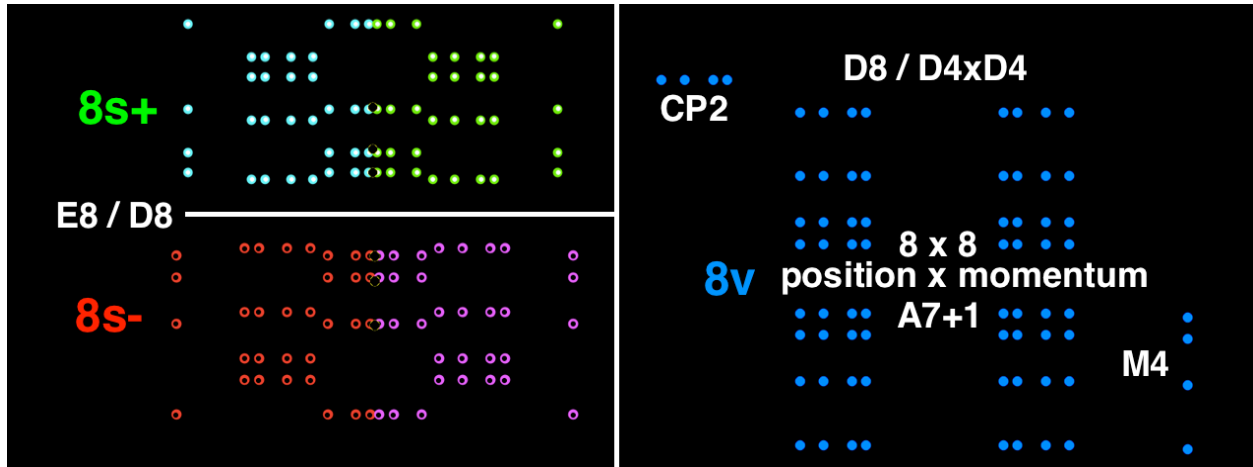 8s+
E8 / D8
8s-
D8 / D4xD4
CP2
8 x 8
8v
position x momentum
A7+1
M4